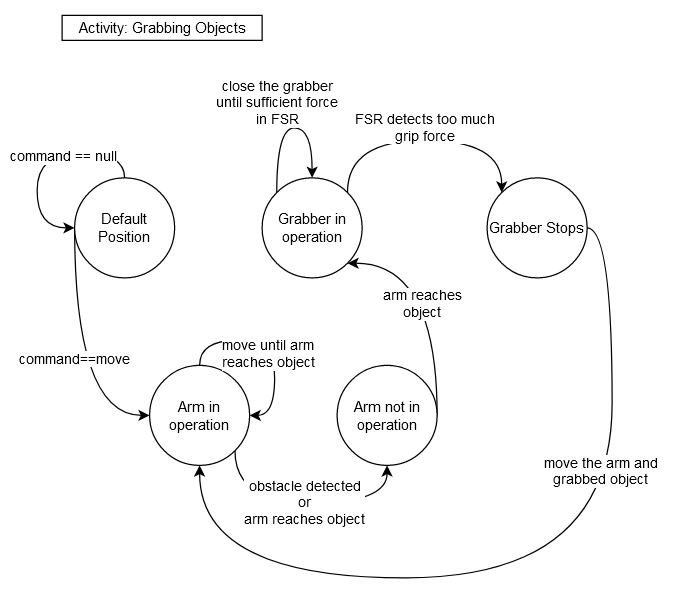 Activity: Grabbing Objects
close the grabber
until sufficient force
in FSR
FSR detects too much
grip force
command == null
Default
Position
Grabber in
operation
Grabber Stops
arm reaches
object
command==move
move until arm
reaches object
Arm in
operation
Arm not in
operation
obstacle detected
or
arm reaches object
move the arm and
grabbed object